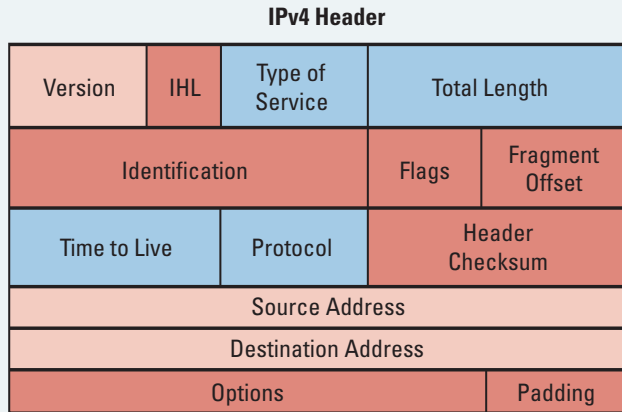 IPv4 Header
Version IHL Type of Service Total Length
Identification Flags Fragment Offset
Time to Live Protocol Header Checksum
Source Address
Destination Address
Options Padding